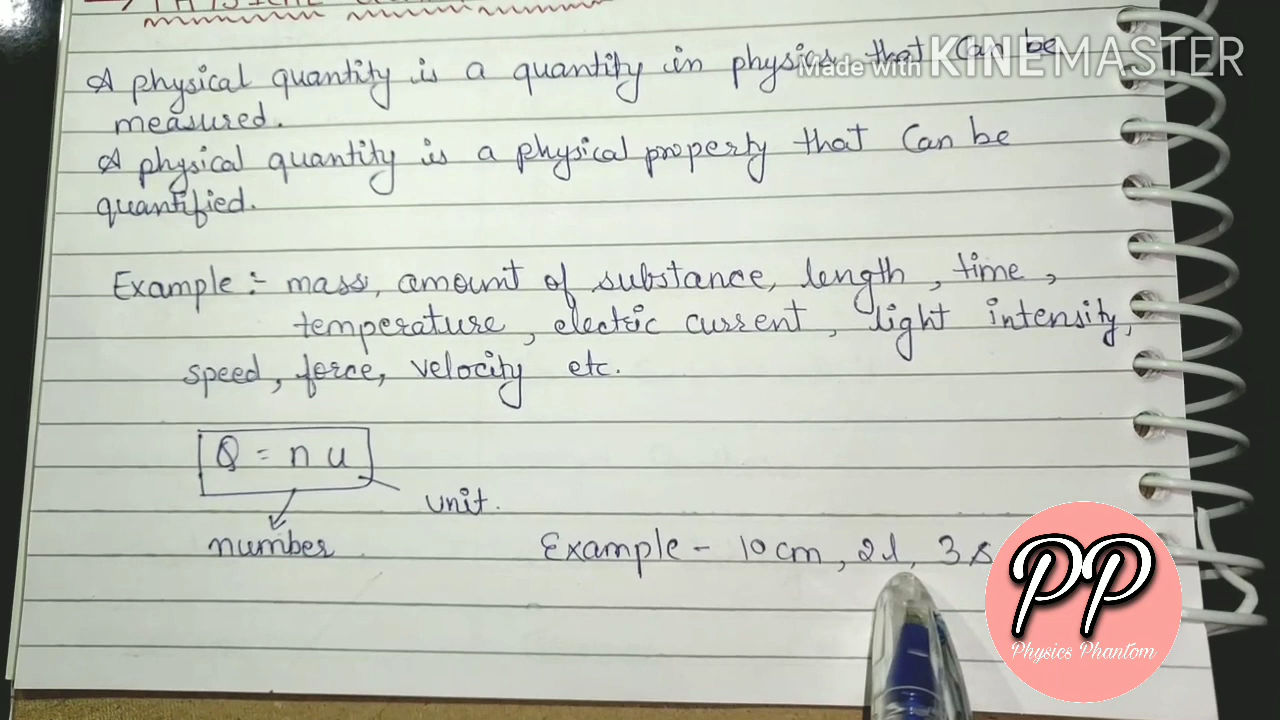 PHYSICAL
A physical quantity is a quantity in physics that can be
measured.
A physical quantity is a physical property that can be
quantified.
Example :- mass, amount of substance, length, time,
temperature, electric current, light intensity,
speed, force, velocity etc.
Q = n u
unit.
number
Example - 10 cm, 2l, 3s
Made with KINEMASTER
PP
Physics Phantom